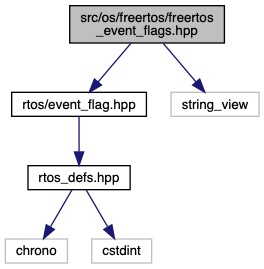 src/os/freertos/freertos
_event_flags.hpp
rtos/event_flag.hpp
string_view
rtos_defs.hpp
chrono
cstdint